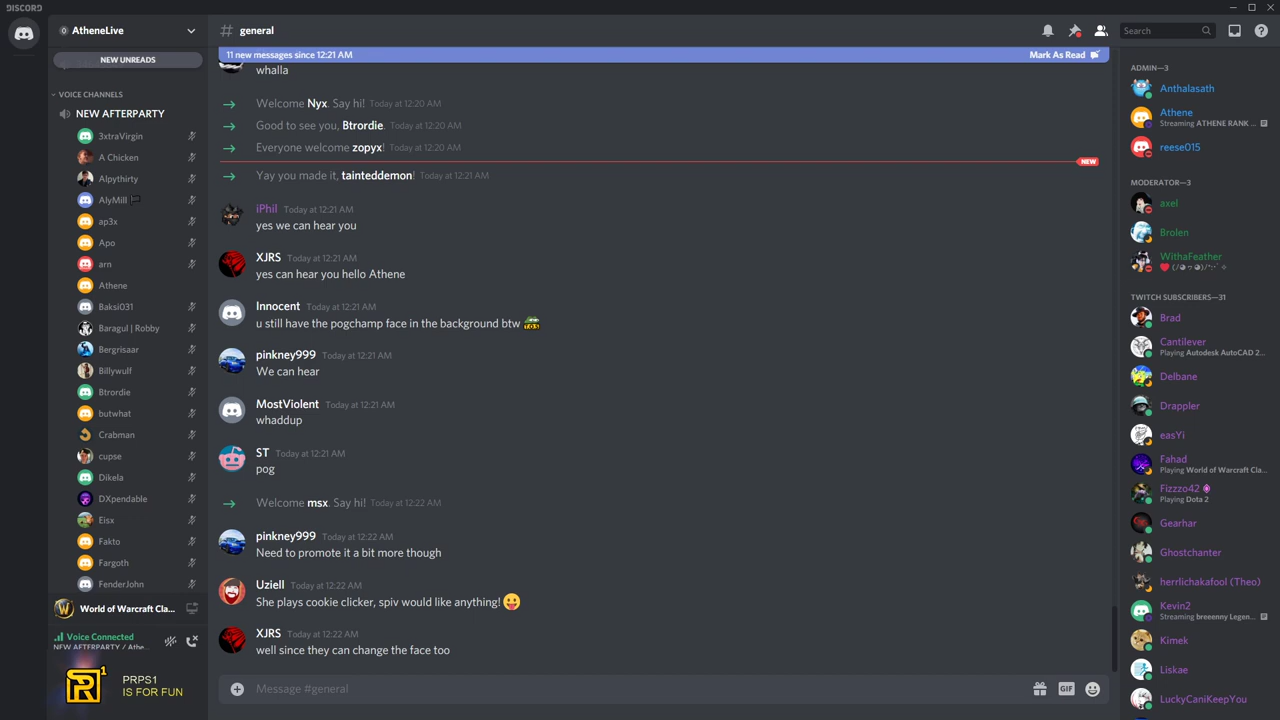 DISCORD
AtheneLive
NEW UNREADS
VOICE CHANNELS
NEW AFTERPARTY
3xtraVirgin
A Chicken
Alpythirty
AlyMill
ap3x
Apo
arn
Athene
Baksi031
Baragul | Robby
Bergrisaar
Billywulf
Btrordie
butwhat
Crabman
cupse
Dikela
DXpendable
Eisx
Fakto
Fargoth
FenderJohn
World of Warcraft Cla...
Voice Connected
NEW AFTERPARTY / Athe...
PRPS1
IS FOR FUN
# general
Search
11 new messages since 12:21 AM
Mark As Read
whalla
Welcome Nyx. Say hi! Today at 12:20 AM
Good to see you, Btrordie. Today at 12:20 AM
Everyone welcome zopyx! Today at 12:20 AM
NEW
Yay you made it, tainteddemon! Today at 12:21 AM
iPhil Today at 12:21 AM
yes we can hear you
XJRS Today at 12:21 AM
yes can hear you hello Athene
Innocent Today at 12:21 AM
u still have the pogchamp face in the background btw
pinkney999 Today at 12:21 AM
We can hear
MostViolent Today at 12:21 AM
whaddup
ST Today at 12:21 AM
pog
Welcome msx. Say hi! Today at 12:22 AM
pinkney999 Today at 12:22 AM
Need to promote it a bit more though
Uziell Today at 12:22 AM
She plays cookie clicker, spiv would like anything! 😛
XJRS Today at 12:22 AM
well since they can change the face too
Message #general
GIF
ADMIN—3
Anthalasath
Athene
Streaming ATHENE RANK ...
reese015
MODERATOR—3
axel
Brolen
WithaFeather
TWITCH SUBSCRIBERS—31
Brad
Cantilever
Playing Autodesk AutoCAD 2...
Delbane
Drappler
easYi
Fahad
Playing World of Warcraft Cla...
Fizzzo42
Playing Dota 2
Gearhar
Ghostchanter
herrlichakafool (Theo)
Kevin2
Streaming breeenny Legen...
Kimek
Liskae
LuckyCaniKeepYou